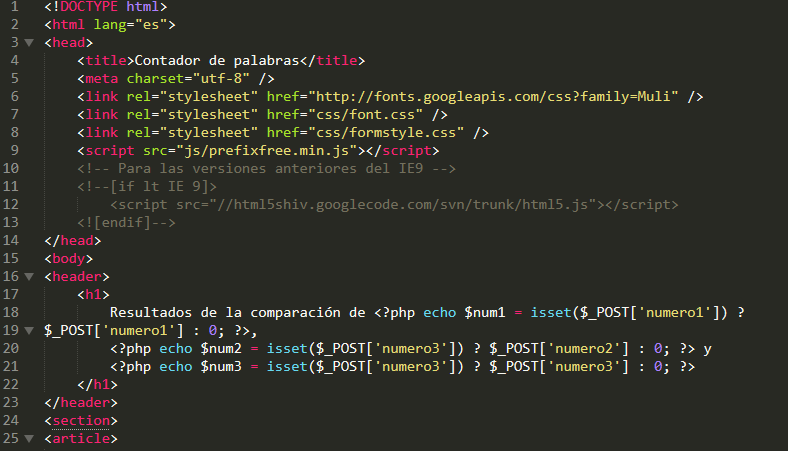 1 <!DOCTYPE html>
2 <html lang="es">
3 <head>
4 <title>Contador de palabras</title>
5 <meta charset="utf-8" />
6 <link rel="stylesheet" href="http://fonts.googleapis.com/css?family=Muli" />
7 <link rel="stylesheet" href="css/font.css" />
8 <link rel="stylesheet" href="css/formstyle.css" />
9 <script src="js/prefixfree.min.js"></script>
10 <!-- Para las versiones anteriores del IE9 -->
11 <!--[if lt IE 9]>
12 <script src="//html5shiv.googlecode.com/svn/trunk/html5.js"></script>
13 <![endif]-->
14 </head>
15 <body>
16 <header>
17 <h1>
18 Resultados de la comparación de <?php echo $num1 = isset($_POST['numero1']) ?
19 $_POST['numero1'] : 0; ?>,
20 <?php echo $num2 = isset($_POST['numero3']) ? $_POST['numero2'] : 0; ?> y
21 <?php echo $num3 = isset($_POST['numero3']) ? $_POST['numero3'] : 0; ?>
22 </h1>
23 </header>
24 <section>
25 <article>